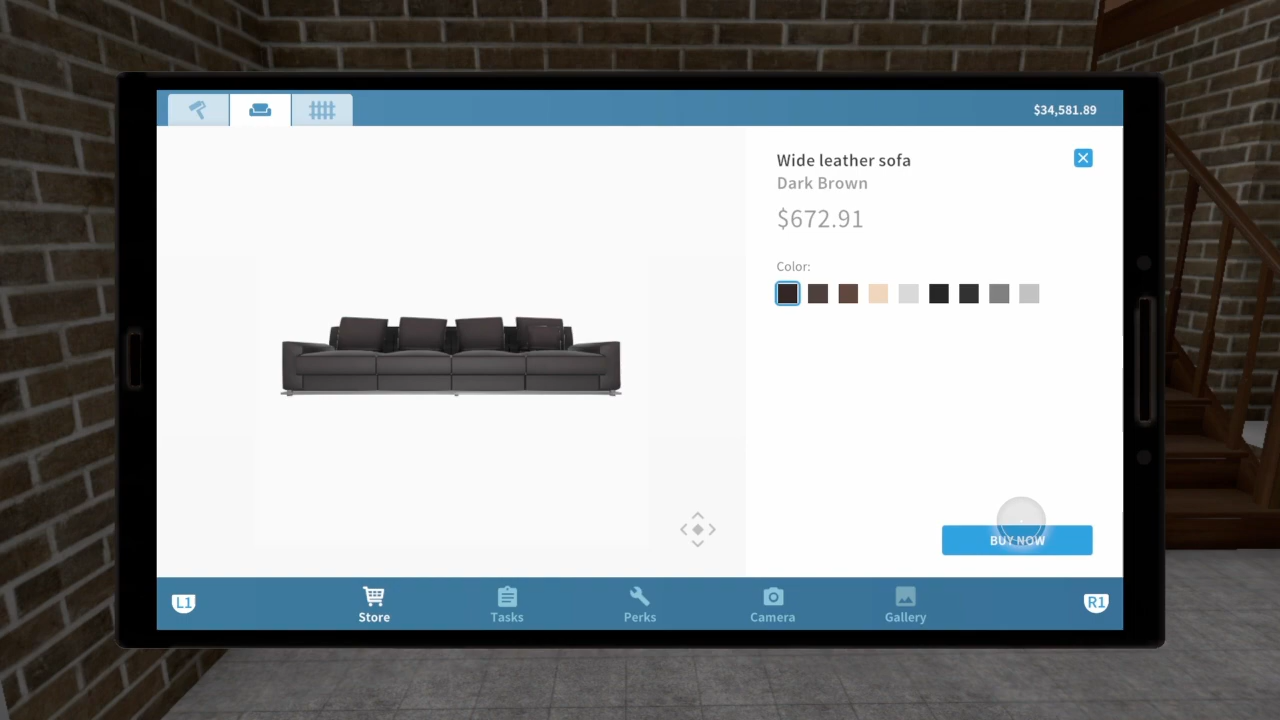 $34,581.89
Wide leather sofa
Dark Brown
$672.91
Color:
BUY NOW
L1
Store
Tasks
Perks
Camera
Gallery
R1